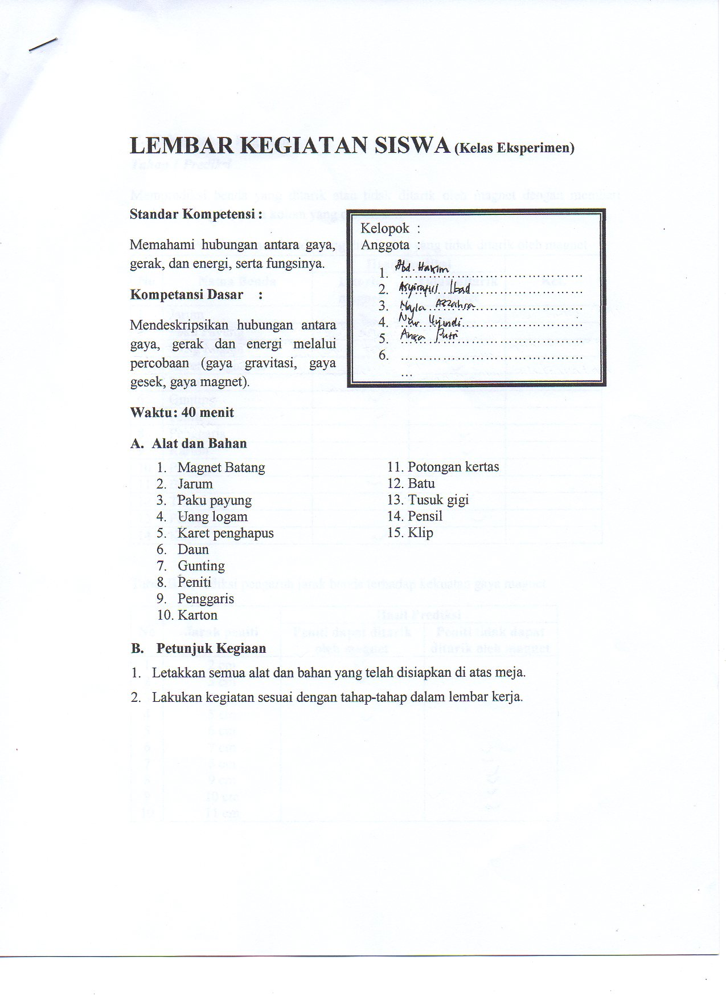 LEMBAR KEGIATAN SISWA (Kelas Eksperimen)
Standar Kompetensi :
Memahami hubungan antara gaya,
gerak, dan energi, serta fungsinya.
Kompetansi Dasar :
Mendeskripsikan hubungan antara
gaya, gerak dan energi melalui
percobaan (gaya gravitasi, gaya
gesek, gaya magnet).
Kelopok :
Anggota :
1. Abd. Hakim
2. Asyiraful Ibad
3. Nayla Azzahra
4. Nur
5. Putri
6. ........................................
...
Waktu: 40 menit
A. Alat dan Bahan
1. Magnet Batang
2. Jarum
3. Paku payung
4. Uang logam
5. Karet penghapus
6. Daun
7. Gunting
8. Peniti
9. Penggaris
10. Karton
11. Potongan kertas
12. Batu
13. Tusuk gigi
14. Pensil
15. Klip
B. Petunjuk Kegiaan
1. Letakkan semua alat dan bahan yang telah disiapkan di atas meja.
2. Lakukan kegiatan sesuai dengan tahap-tahap dalam lembar kerja.